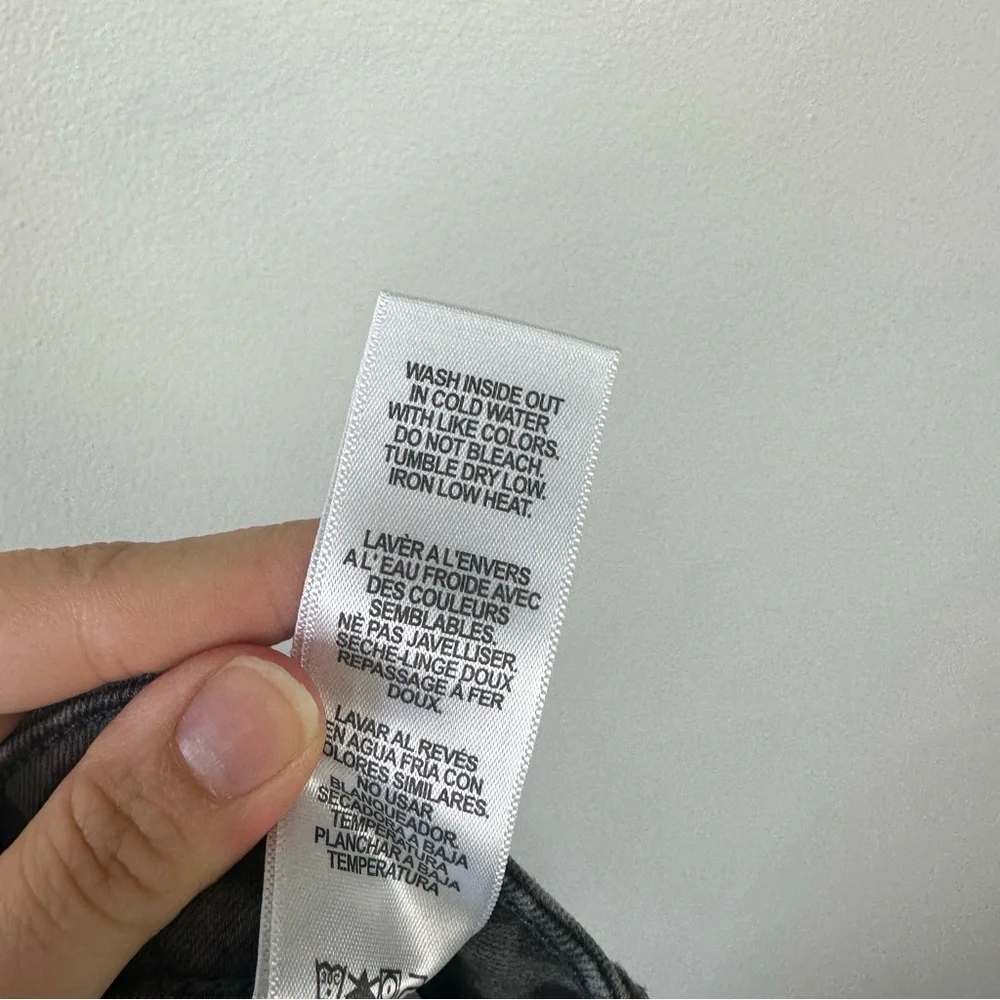 WASH INSIDE OUT
IN COLD WATER
WITH LIKE COLORS.
DO NOT BLEACH.
TUMBLE DRY LOW.
IRON LOW HEAT.
LAVÈR A L'ENVERS
A L' EAU FROIDE AVEC
DES COULEURS
SEMBLABLES.
NÈ PAS JAVELLISER
SECHE-LINGE DOUX
REPASSAGE A FER
DOUX.
LAVAR AL REVÉS
EN AGUA FRIA CON
OLORES SIMILARES.
NO USAR
BLANQUEADOR
SECADORA A BAJA
TEMPERATURA
PLANCHAR A BAJA
TEMPERATURA